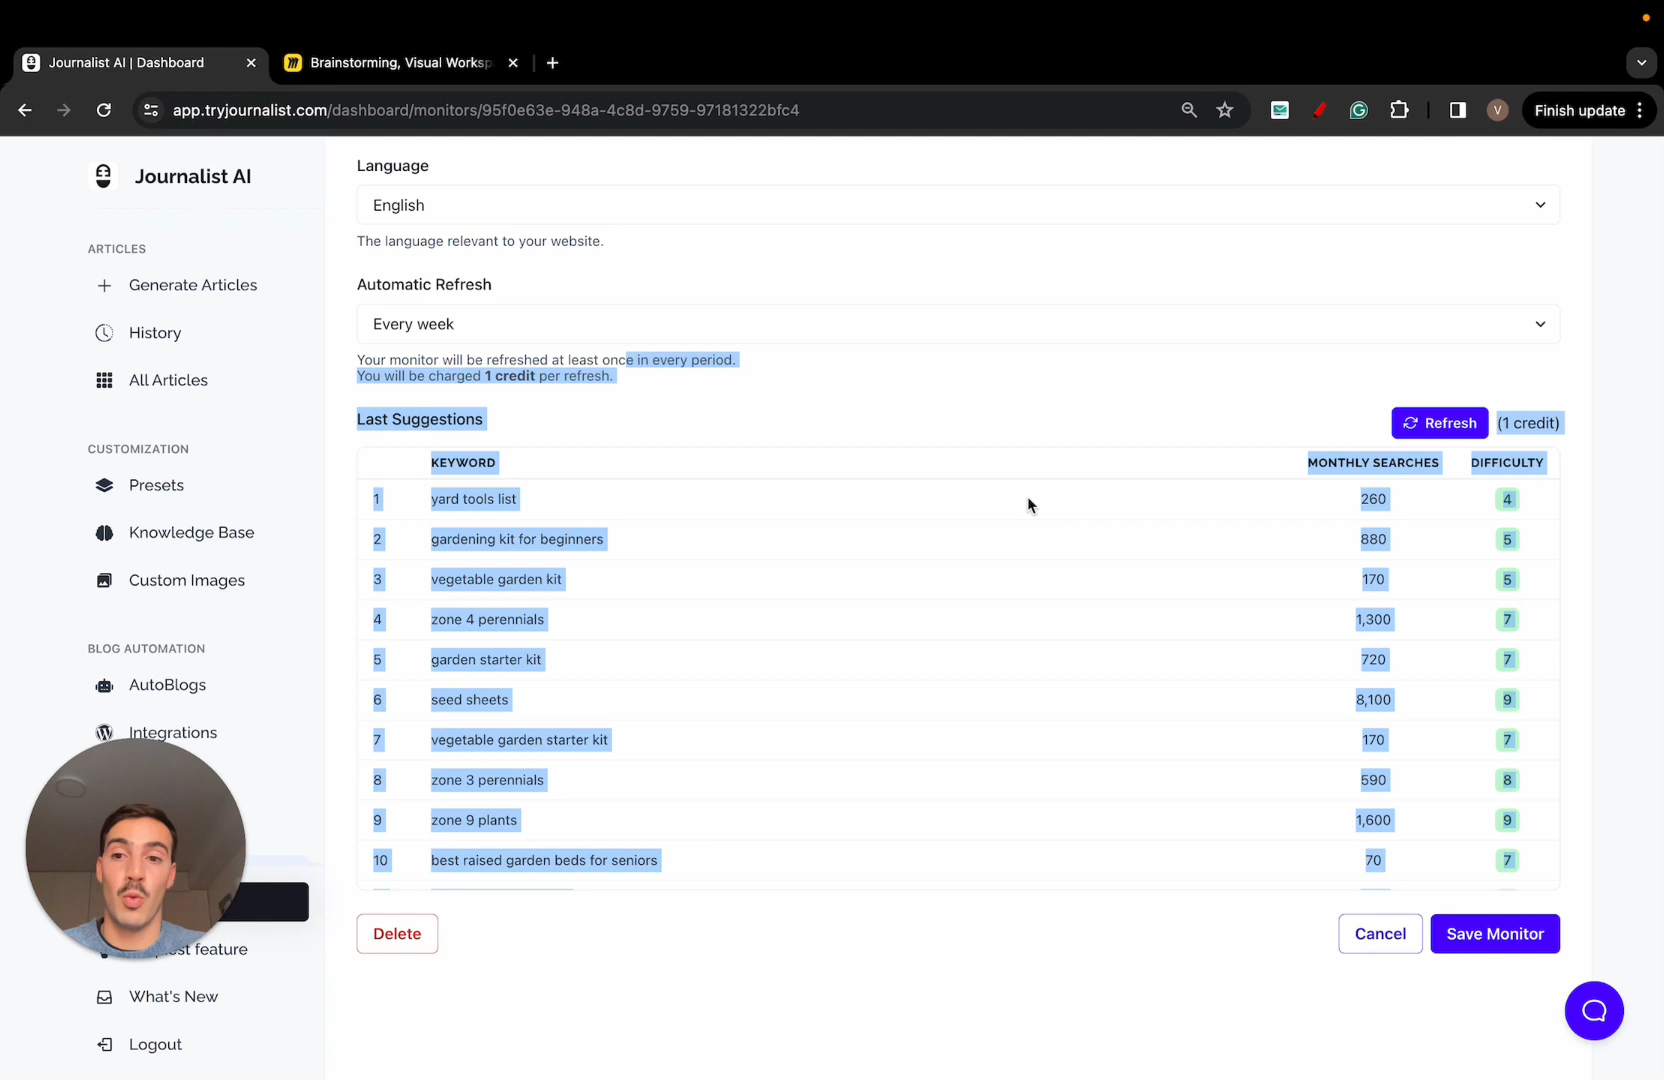 Journalist AI | Dashboard
Brainstorming, Visual Worksp
app.tryjournalist.com/dashboard/monitors/95f0e63e-948a-4c8d-9759-97181322bfc4
V
Finish update
Journalist AI
ARTICLES
Generate Articles
History
All Articles
CUSTOMIZATION
Presets
Knowledge Base
Custom Images
BLOG AUTOMATION
AutoBlogs
Integrations
feature
What's New
Logout
Language
English
The language relevant to your website.
Automatic Refresh
Every week
Your monitor will be refreshed at least once in every period.
You will be charged 1 credit per refresh.
Last Suggestions
Refresh (1 credit)
KEYWORD MONTHLY SEARCHES DIFFICULTY
1 yard tools list 260 4
2 gardening kit for beginners 880 5
3 vegetable garden kit 170 5
4 zone 4 perennials 1,300 7
5 garden starter kit 720 7
6 seed sheets 8,100 9
7 vegetable garden starter kit 170 7
8 zone 3 perennials 590 8
9 zone 9 plants 1,600 9
10 best raised garden beds for seniors 70 7
Delete
Cancel
Save Monitor